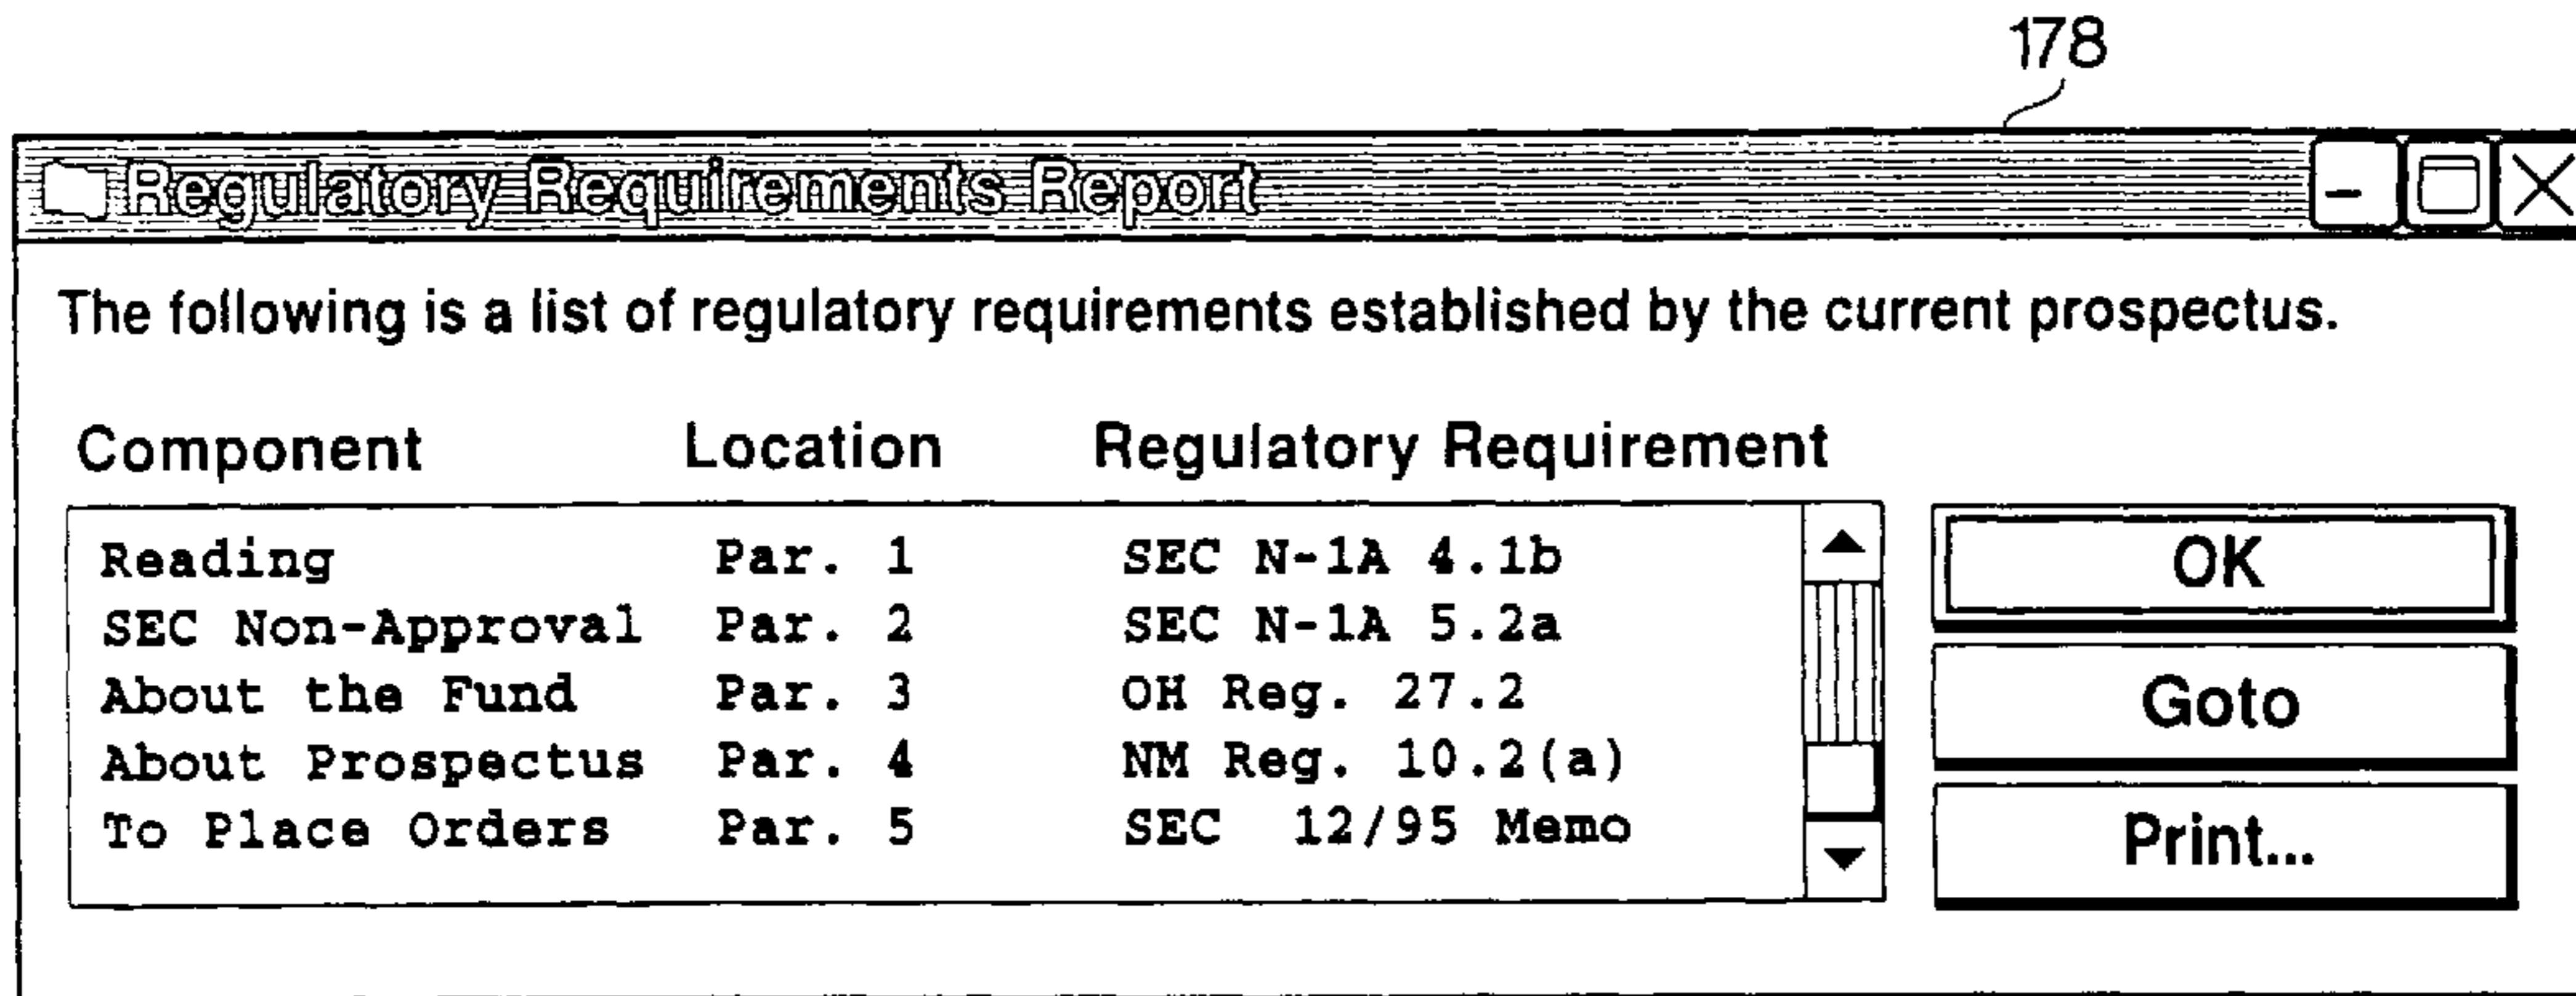 178
Regulatory Requirements Report
The following is a list of regulatory requirements established by the current prospectus.
Component Location Regulatory Requirement
Reading Par. 1 SEC N-1A 4.1b
SEC Non-Approval Par. 2 SEC N-1A 5.2a
About the Fund Par. 3 OH Reg. 27.2
About Prospectus Par. 4 NM Reg. 10.2(a)
To Place Orders Par. 5 SEC 12/95 Memo
OK
Goto
Print...